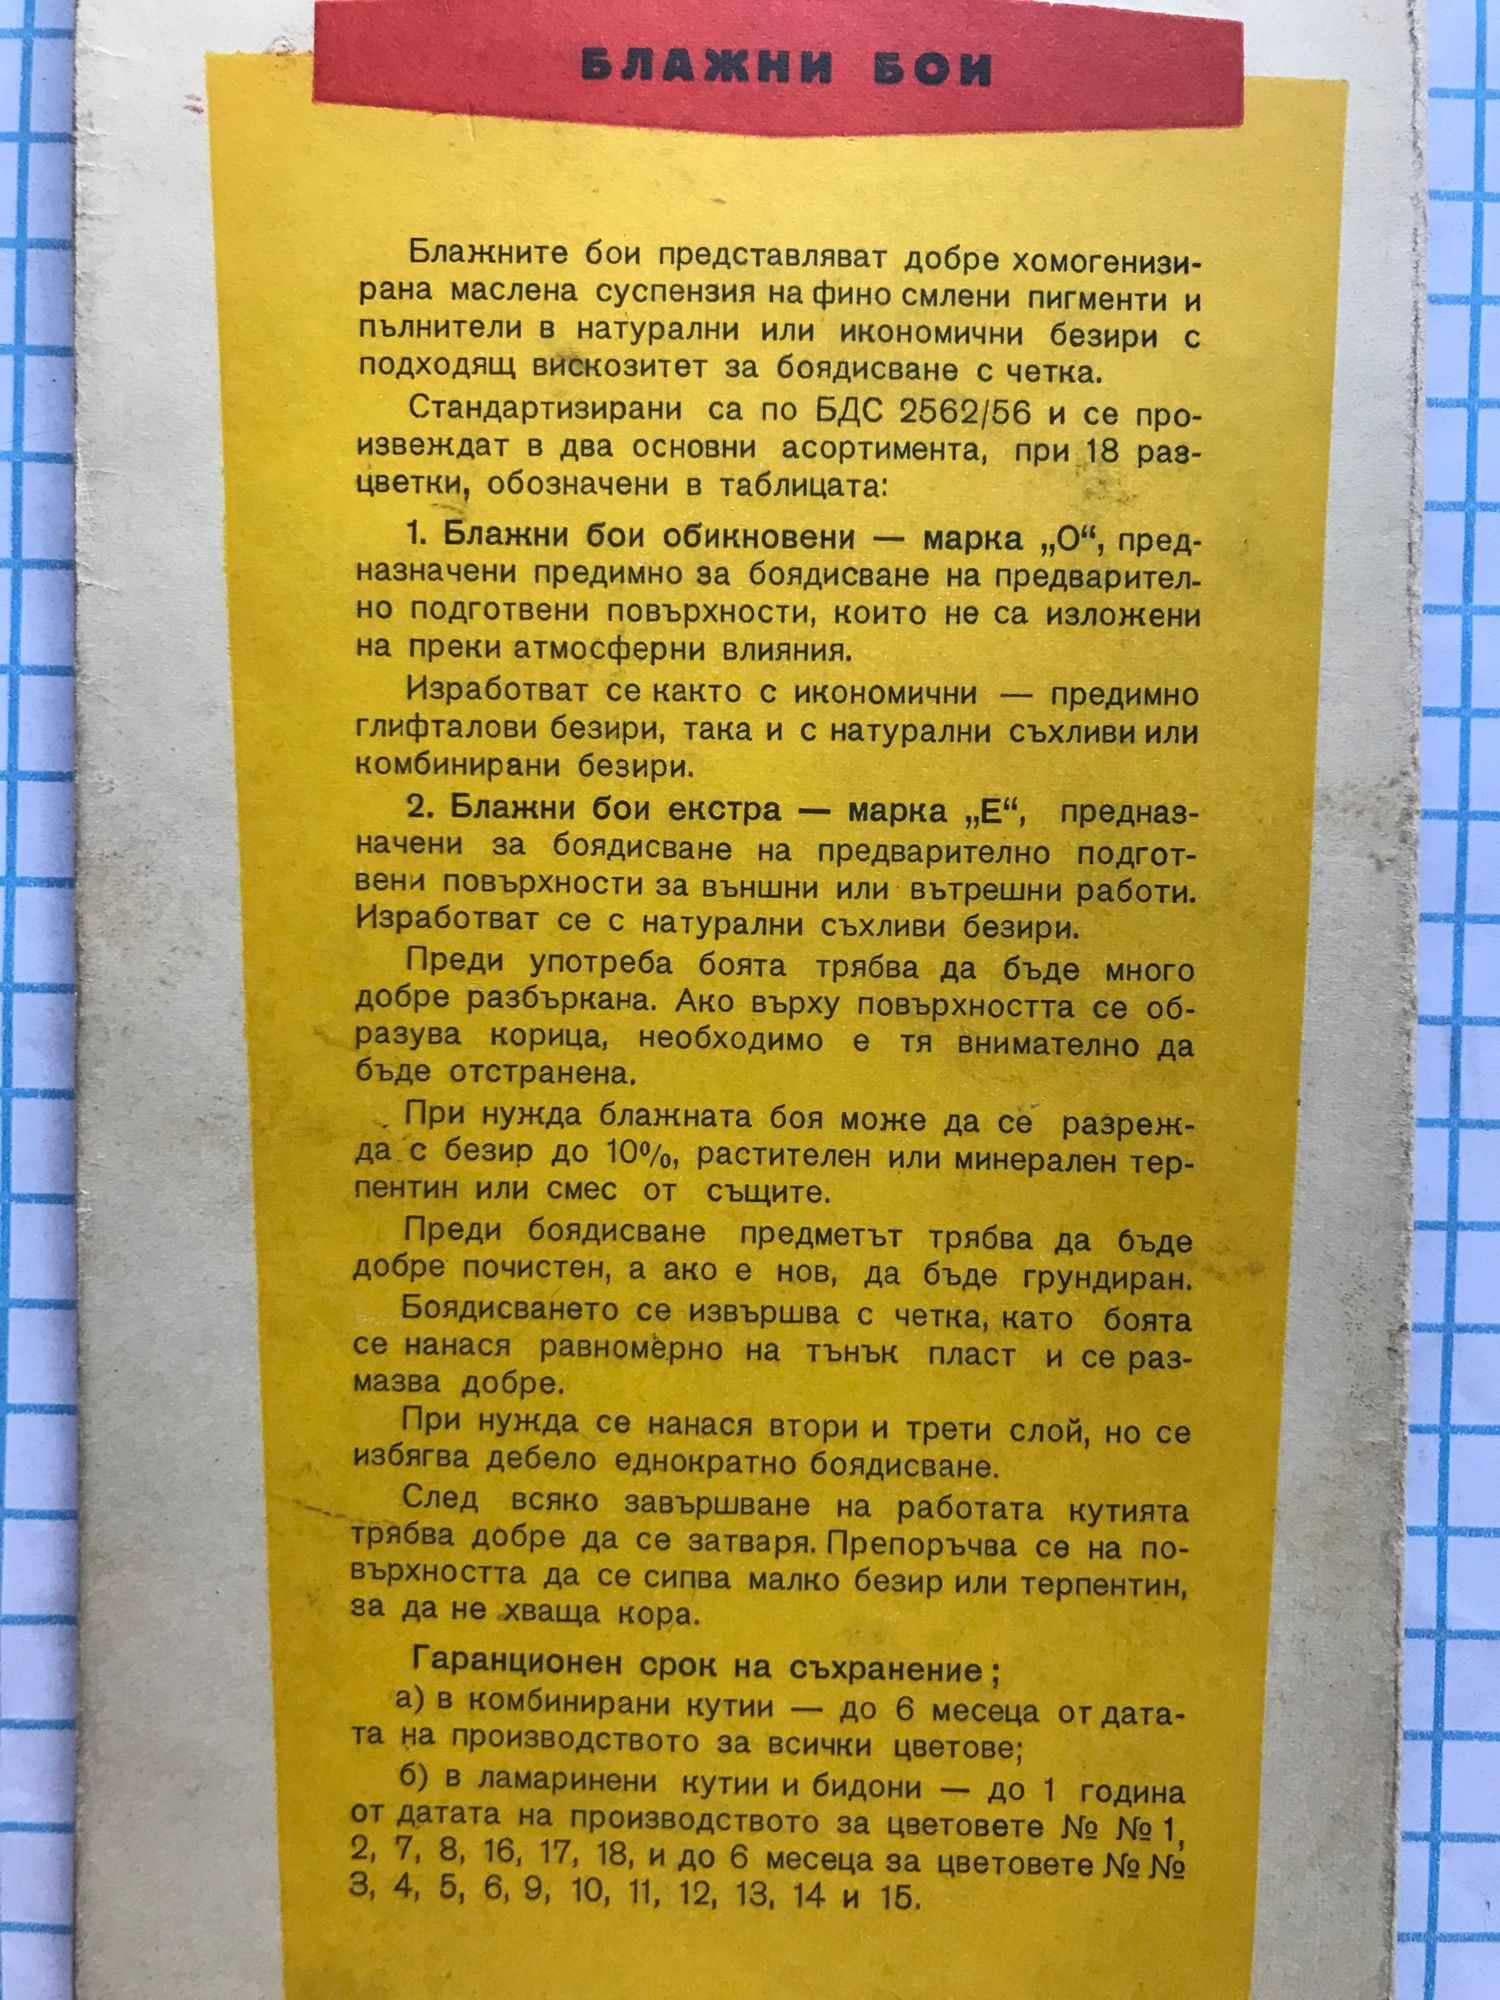 БЛАЖНИ БОИ
Блажните бои представляват добре хомогенизи-
рана маслена суспензия на фино смлени пигменти и
пълнители в натурални или икономични безири с
подходящ вискозитет за боядисване с четка.
Стандартизирани са по БДС 2562/56 и се про-
извеждат в два основни асортимента, при 18 раз-
цветки, обозначени в таблицата:
1. Блажни бои обикновени — марка „О“, пред-
назначени предимно за боядисване на предварител-
но подготвени повърхности, които не са изложени
на преки атмосферни влияния.
Изработват се както с икономични — предимно
глифталови безири, така и с натурални съхливи или
комбинирани безири.
2. Блажни бои екстра — марка „Е“, предназ-
начени за боядисване на предварително подгот-
вени повърхности за външни или вътрешни работи.
Изработват се с натурални съхливи безири.
Преди употреба боята трябва да бъде много
добре разбъркана. Ако върху повърхността се об-
разува корица, необходимо е тя внимателно да
бъде отстранена.
При нужда блажната боя може да се разреж-
да с безир до 10%, растителен или минерален тер-
пентин или смес от същите.
Преди боядисване предметът трябва да бъде
добре почистен, а ако е нов, да бъде грундиран.
Боядисването се извършва с четка, като боята
се нанася равномерно на тънък пласт и се раз-
мазва добре.
При нужда се нанася втори и трети слой, но се
избягва дебело еднократно боядисване.
След всяко завършване на работата кутията
трябва добре да се затваря. Препоръчва се на по-
върхността да се сипва малко безир или терпентин,
за да не хваща кора.
Гаранционен срок на съхранение;
а) в комбинирани кутии — до 6 месеца от дата-
та на производството за всички цветове;
б) в ламаринени кутии и бидони — до 1 година
от датата на производството за цветовете № № 1,
2, 7, 8, 16, 17, 18, и до 6 месеца за цветовете № №
3, 4, 5, 6, 9, 10, 11, 12, 13, 14 и 15.